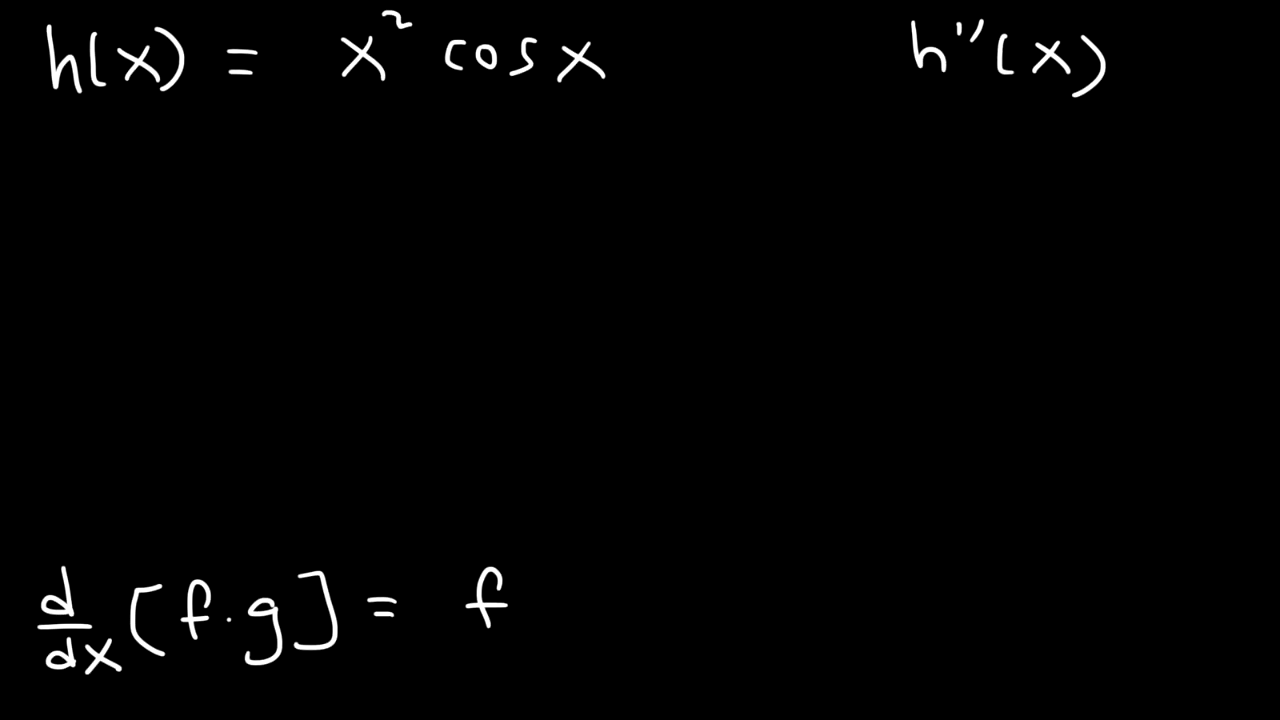 h(x) = x² cos x h''(x)
d/dx [f·g] = f